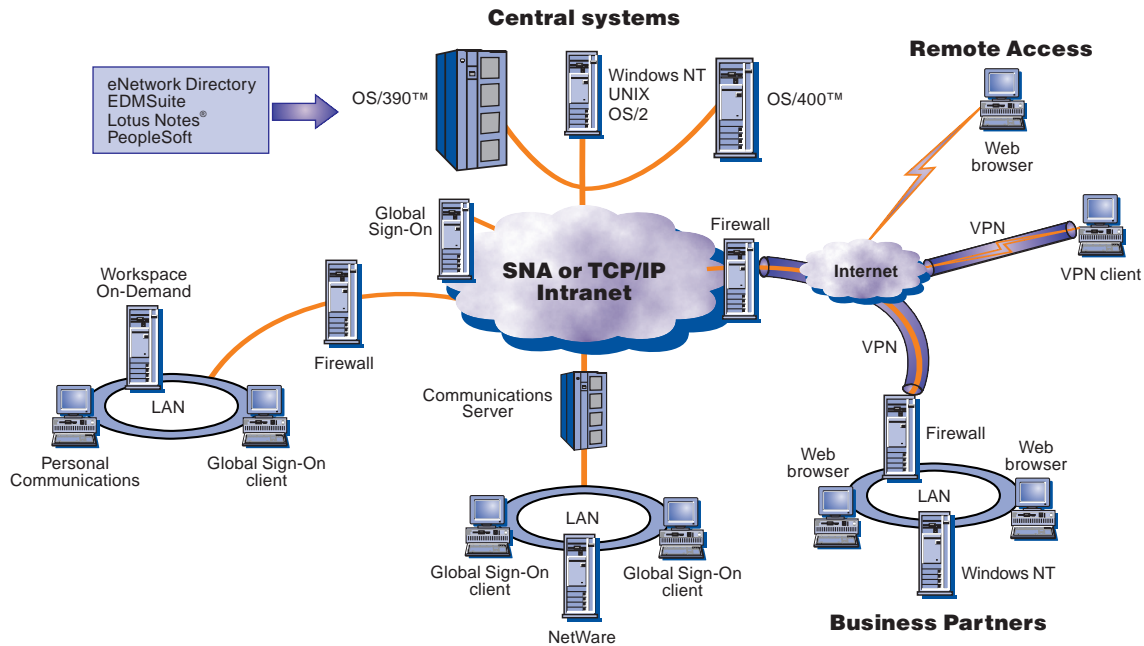 Central systems
Remote Access
eNetwork Directory
EDMSuite
Lotus Notes®
PeopleSoft
OS/390™
Windows NT
UNIX
OS/2
OS/400™
Web
browser
Global
Sign-On
Firewall
VPN
VPN client
SNA or TCP/IP
Intranet
Internet
Workspace
On-Demand
Firewall
VPN
LAN
Personal
Communications
Global Sign-On
client
Communications
Server
LAN
Global Sign-On
client
Global Sign-On
client
NetWare
Firewall
Web
browser
Web
browser
LAN
Windows NT
Business Partners